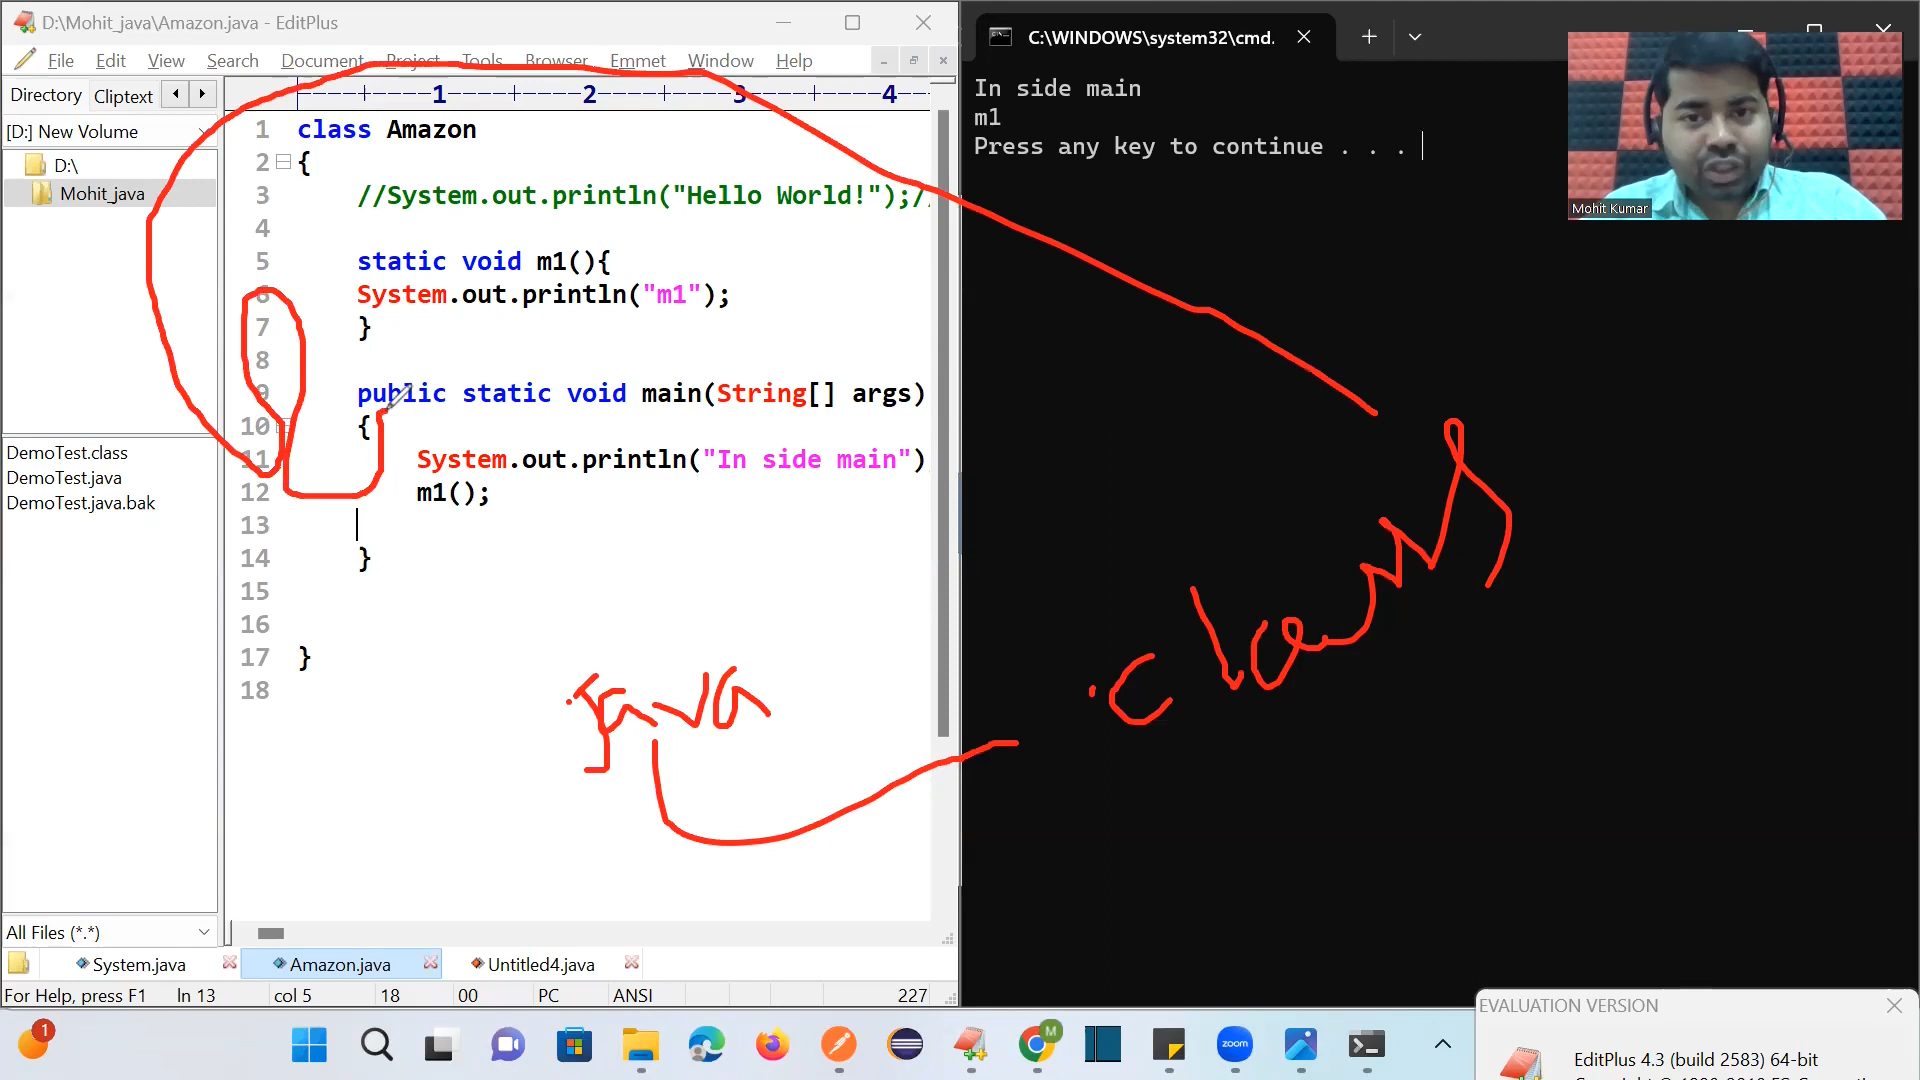 D:\Mohit_java\Amazon.java - EditPlus
File Edit View Search Document Project Tools Browser Emmet Window Help
Directory Cliptext
[D:] New Volume
D:\
Mohit_java
DemoTest.class
DemoTest.java
DemoTest.java.bak
All Files (*.*)
1 2 3 4
1 class Amazon
2 {
3 //System.out.println("Hello World!");/
4
5 static void m1(){
6 System.out.println("m1");
7 }
8
9 public static void main(String[] args)
10 {
11 System.out.println("In side main")
12 m1();
13
14 }
15
16
17 }
18
.Java
.class
System.java Amazon.java Untitled4.java
For Help, press F1 ln 13 col 5 18 00 PC ANSI 227
C:\WINDOWS\system32\cmd.
In side main
m1
Press any key to continue . . .
Mohit Kumar
EVALUATION VERSION
EditPlus 4.3 (build 2583) 64-bit
1
M
zoom